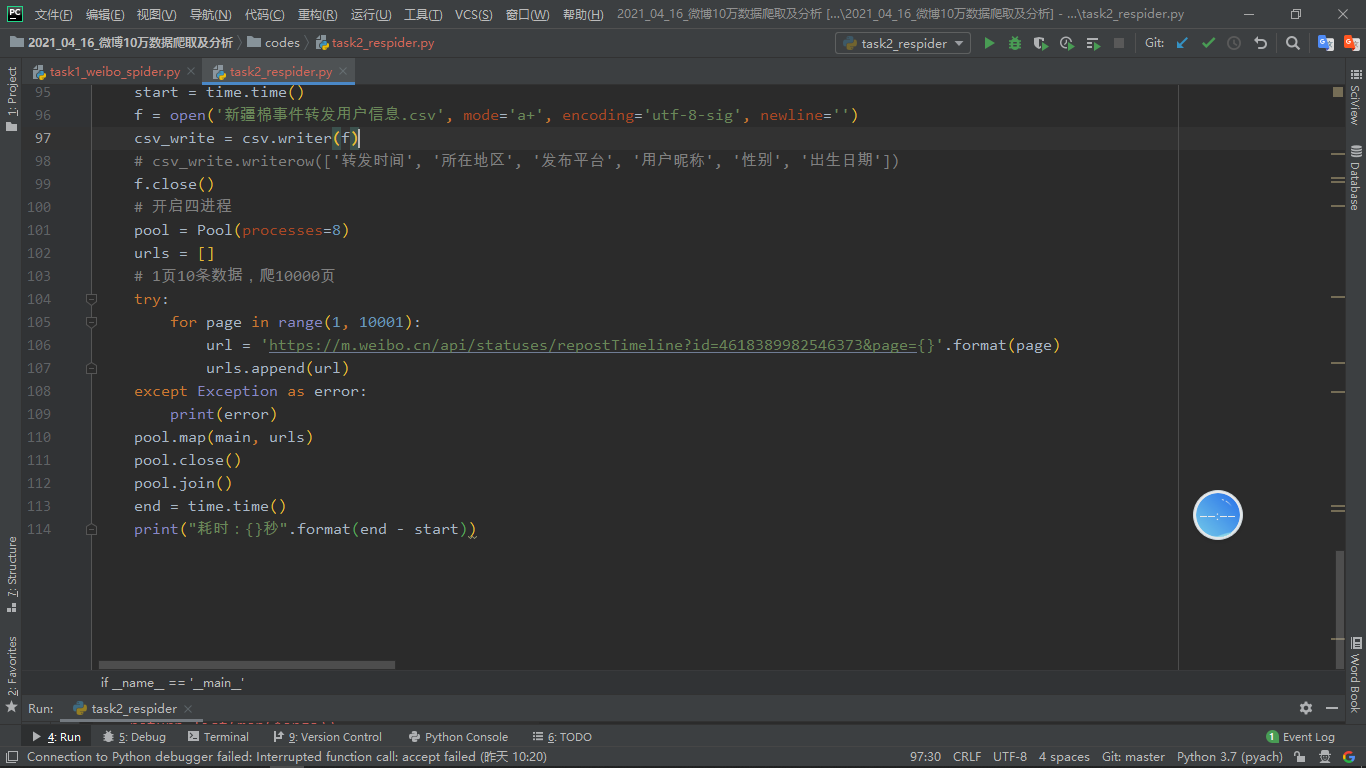 PC 文件(F) 编辑(E) 视图(V) 导航(N) 代码(C) 重构(R) 运行(U) 工具(T) VCS(S) 窗口(W) 帮助(H) 2021_04_16_微博10万数据爬取及分析 [...\2021_04_16_微博10万数据爬取及分析] - ...\task2_respider.py
2021_04_16_微博10万数据爬取及分析 codes task2_respider.py task2_respider Git:
1: Project
task1_weibo_spider.py task2_respider.py
95 start = time.time()
96 f = open('新疆棉事件转发用户信息.csv', mode='a+', encoding='utf-8-sig', newline='')
97 csv_write = csv.writer(f)
98 # csv_write.writerow(['转发时间', '所在地区', '发布平台', '用户昵称', '性别', '出生日期'])
99 f.close()
100 # 开启四进程
101 pool = Pool(processes=8)
102 urls = []
103 # 1页10条数据，爬10000页
104 try:
105 for page in range(1, 10001):
106 url = 'https://m.weibo.cn/api/statuses/repostTimeline?id=4618389982546373&page={}'.format(page)
107 urls.append(url)
108 except Exception as error:
109 print(error)
110 pool.map(main, urls)
111 pool.close()
112 pool.join()
113 end = time.time()
114 print("耗时：{}秒".format(end - start))
SciView
Database
Word Book
7: Structure
2: Favorites
--:--
if __name__ == '__main__'
Run: task2_respider
4: Run 5: Debug Terminal 9: Version Control Python Console 6: TODO 1 Event Log
Connection to Python debugger failed: Interrupted function call: accept failed (昨天 10:20) 97:30 CRLF UTF-8 4 spaces Git: master Python 3.7 (pyach)